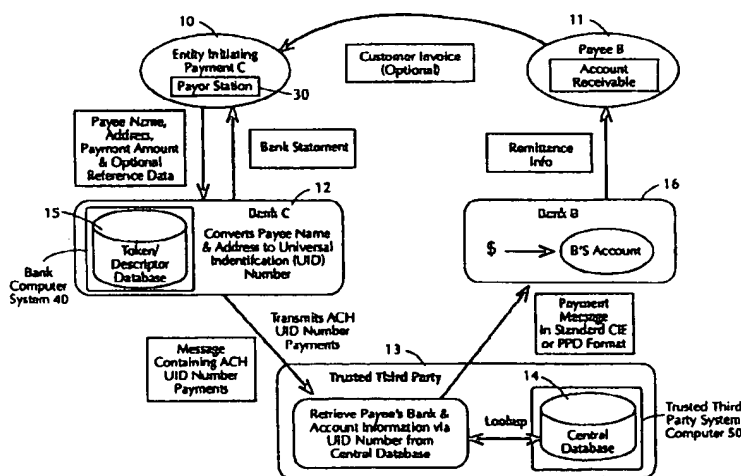 10
11
Entity Initiating
Payment C
Payor Station
30
Customer Invoice
(Optional)
Payee B
Account
Receivable
Payee Name,
Address,
Payment Amount
& Optional
Reference Data
Bank Statement
Remittance
Info
12
16
15
Bank C
Token/
Descriptor
Database
Converts Payee Name
& Address to Universal
Indentifcation (UID)
Number
Bank
Computer
System 40
Bank B
$
B'S Account
Transmits ACH
UID Number
Payments
Message
Containing ACH
UID Number
Payments
Payment
Message
In Standard CIE
or PPD Format
13
Trusted Third Party
14
Retrieve Payee's Bank &
Account Information via
UID Number from
Central Database
Lookup
Central
Database
Trusted Third
Party System
Computer 50